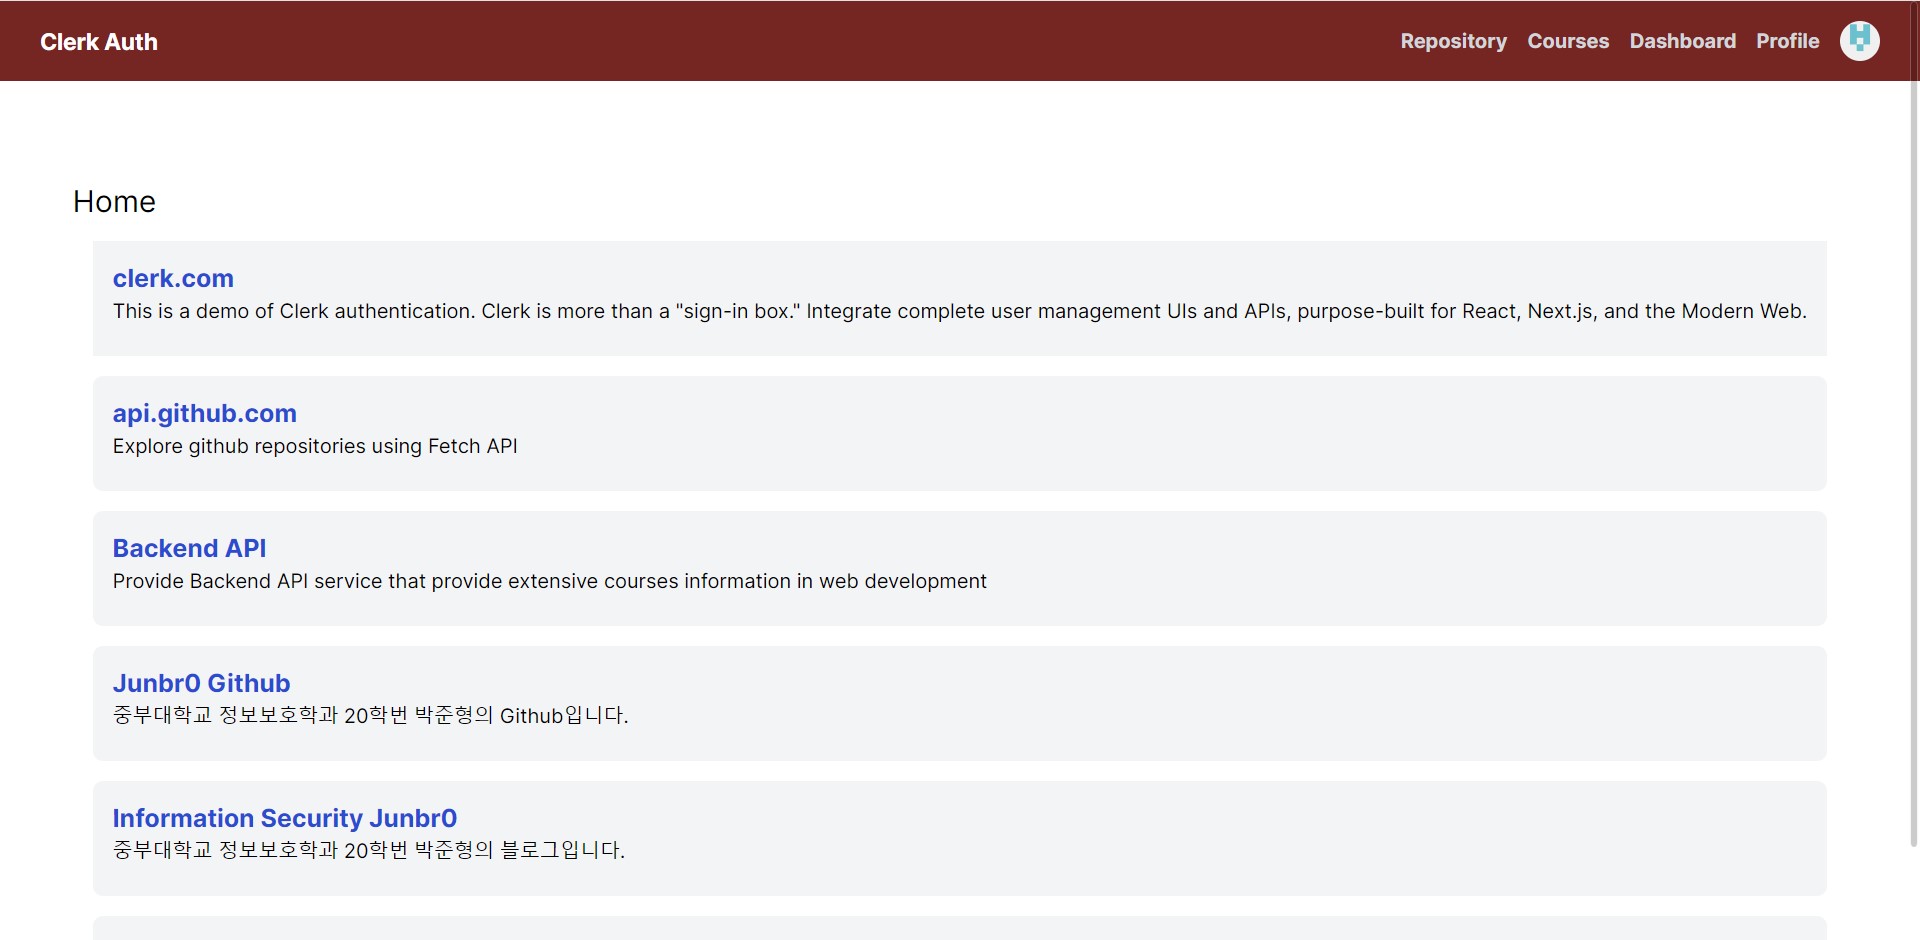 Clerk Auth
Repository Courses Dashboard Profile
Home
clerk.com
This is a demo of Clerk authentication. Clerk is more than a "sign-in box." Integrate complete user management UIs and APIs, purpose-built for React, Next.js, and the Modern Web.
api.github.com
Explore github repositories using Fetch API
Backend API
Provide Backend API service that provide extensive courses information in web development
Junbr0 Github
중부대학교 정보보호학과 20학번 박준형의 Github입니다.
Information Security Junbr0
중부대학교 정보보호학과 20학번 박준형의 블로그입니다.